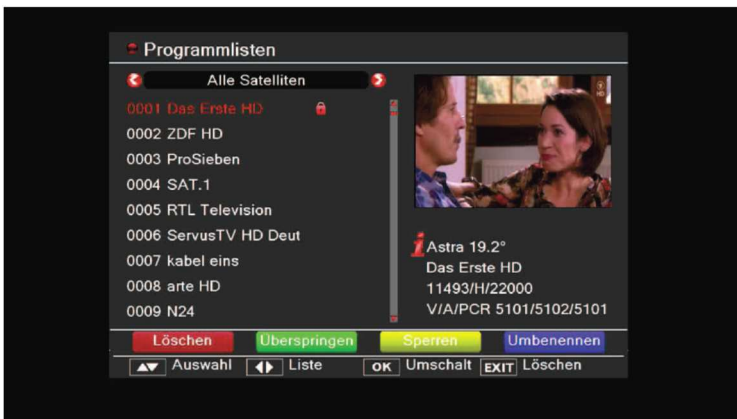 Programmlisten
Alle Satelliten
0001 Das Erste HD
0002 ZDF HD
0003 ProSieben
0004 SAT.1
0005 RTL Television
0006 ServusTV HD Deut
0007 kabel eins
0008 arte HD
0009 N24
i Astra 19.2°
Das Erste HD
11493/H/22000
V/A/PCR 5101/5102/5101
Löschen Überspringen Sperren Umbenennen
Auswahl Liste OK Umschalt EXIT Löschen